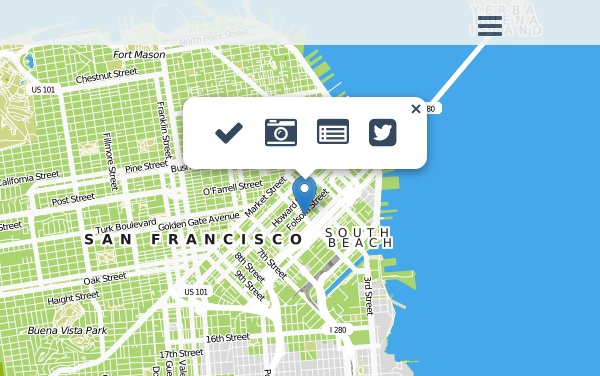 YERBA
BUENA
ISLAND
North Point Street
Fort Mason
Chestnut Street
US 101
80
Franklin Street
Fillmore Street
Pine Street
Bus
California Street
O'Farrell Street
Post Street
Market Street
Howard
Folsom Street
Street
Turk Boulevard
Golden Gate Avenue
SAN FRANCISCO
SOUTH
BEACH
8th Street
7th Street
9th Street
Oak Street
3rd Street
Haight Street
US 101
Buena Vista Park
I 280
16th Street
17th Street